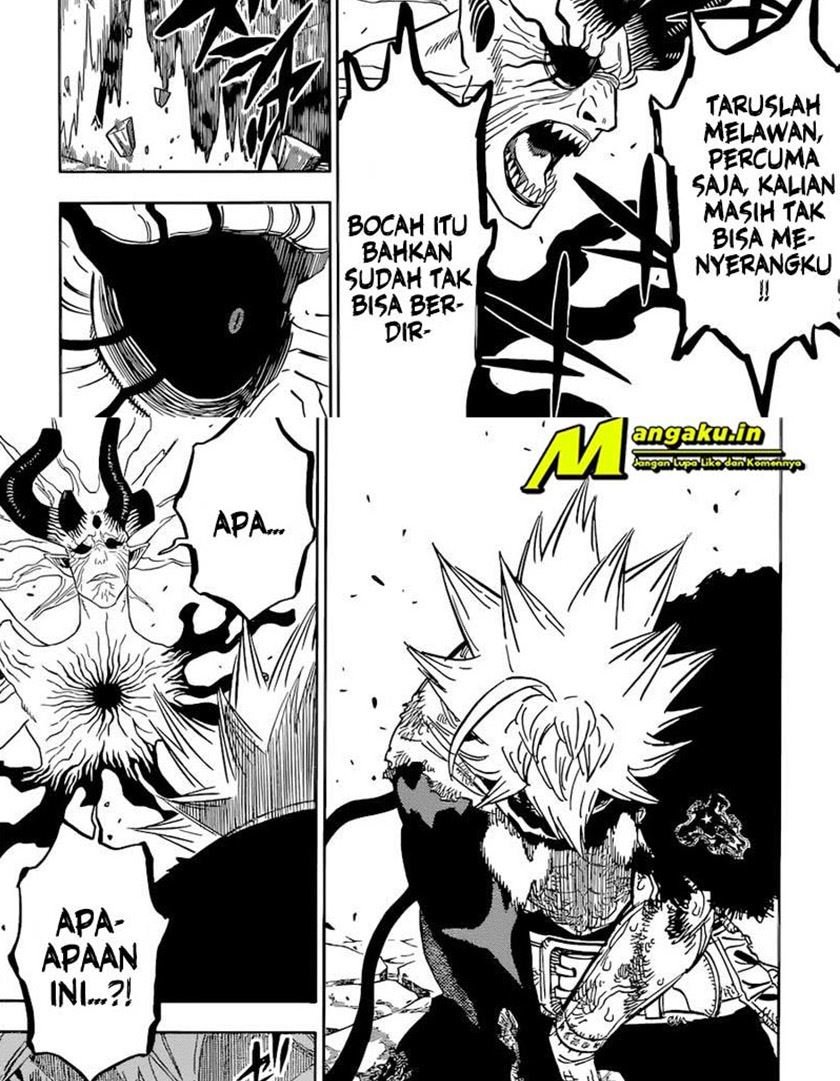 TARUSLAH
MELAWAN,
PERCUMA
SAJA, KALIAN
MASIH TAK
BISA ME-
NYERANGKU
!!
BOCAH ITU
BAHKAN
SUDAH TAK
BISA BER-
DIR-
Mangaku.in
Jangan Lupa Like dan Komennya
APA...
APA-
APAAN
INI...?!